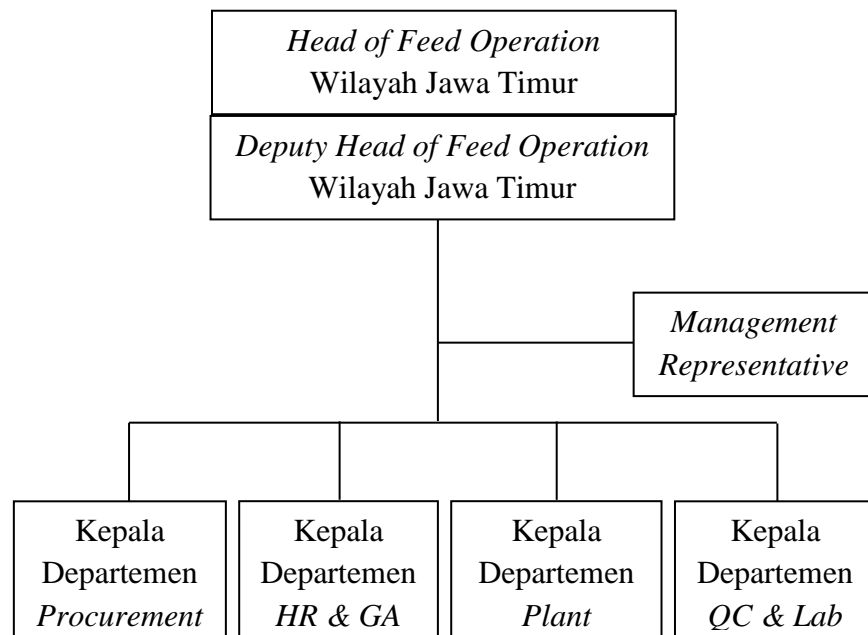 Head of Feed Operation
Wilayah Jawa Timur
Deputy Head of Feed Operation
Wilayah Jawa Timur
Management
Representative
Kepala
Departemen
Procurement
Kepala
Departemen
HR & GA
Kepala
Departemen
Plant
Kepala
Departemen
QC & Lab